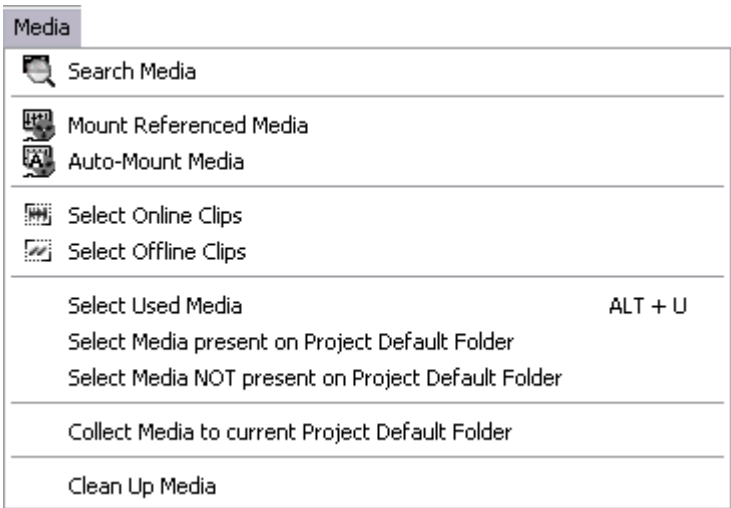 Media
Search Media
Mount Referenced Media
Auto-Mount Media
Select Online Clips
Select Offline Clips
Select Used Media ALT + U
Select Media present on Project Default Folder
Select Media NOT present on Project Default Folder
Collect Media to current Project Default Folder
Clean Up Media